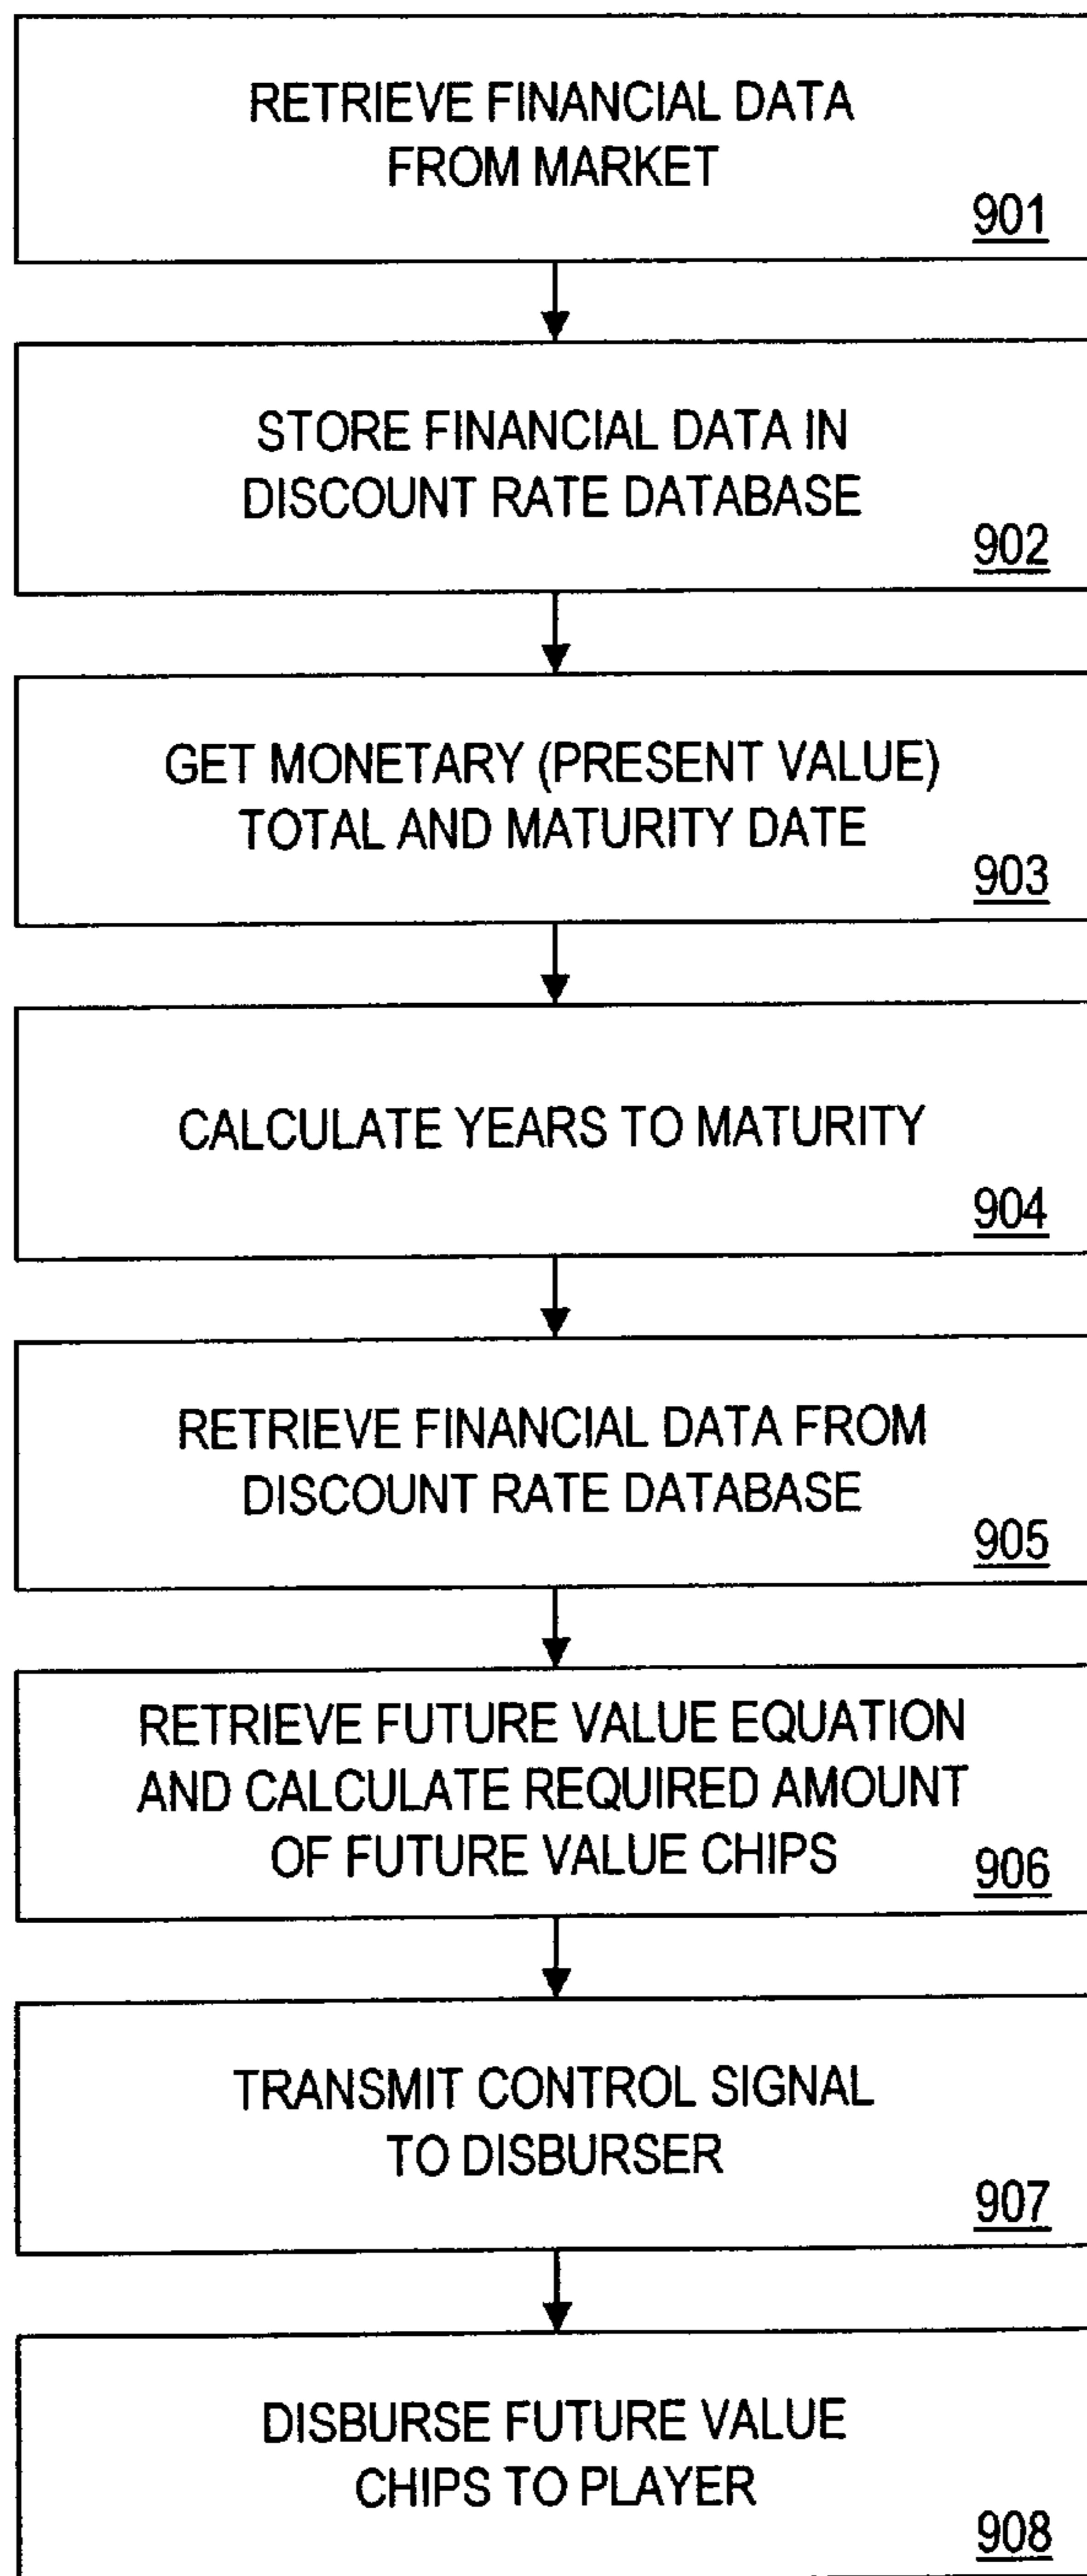 RETRIEVE FINANCIAL DATA
FROM MARKET
901
STORE FINANCIAL DATA IN
DISCOUNT RATE DATABASE
902
GET MONETARY (PRESENT VALUE)
TOTAL AND MATURITY DATE
903
CALCULATE YEARS TO MATURITY
904
RETRIEVE FINANCIAL DATA FROM
DISCOUNT RATE DATABASE
905
RETRIEVE FUTURE VALUE EQUATION
AND CALCULATE REQUIRED AMOUNT
OF FUTURE VALUE CHIPS
906
TRANSMIT CONTROL SIGNAL
TO DISBURSER
907
DISBURSE FUTURE VALUE
CHIPS TO PLAYER
908